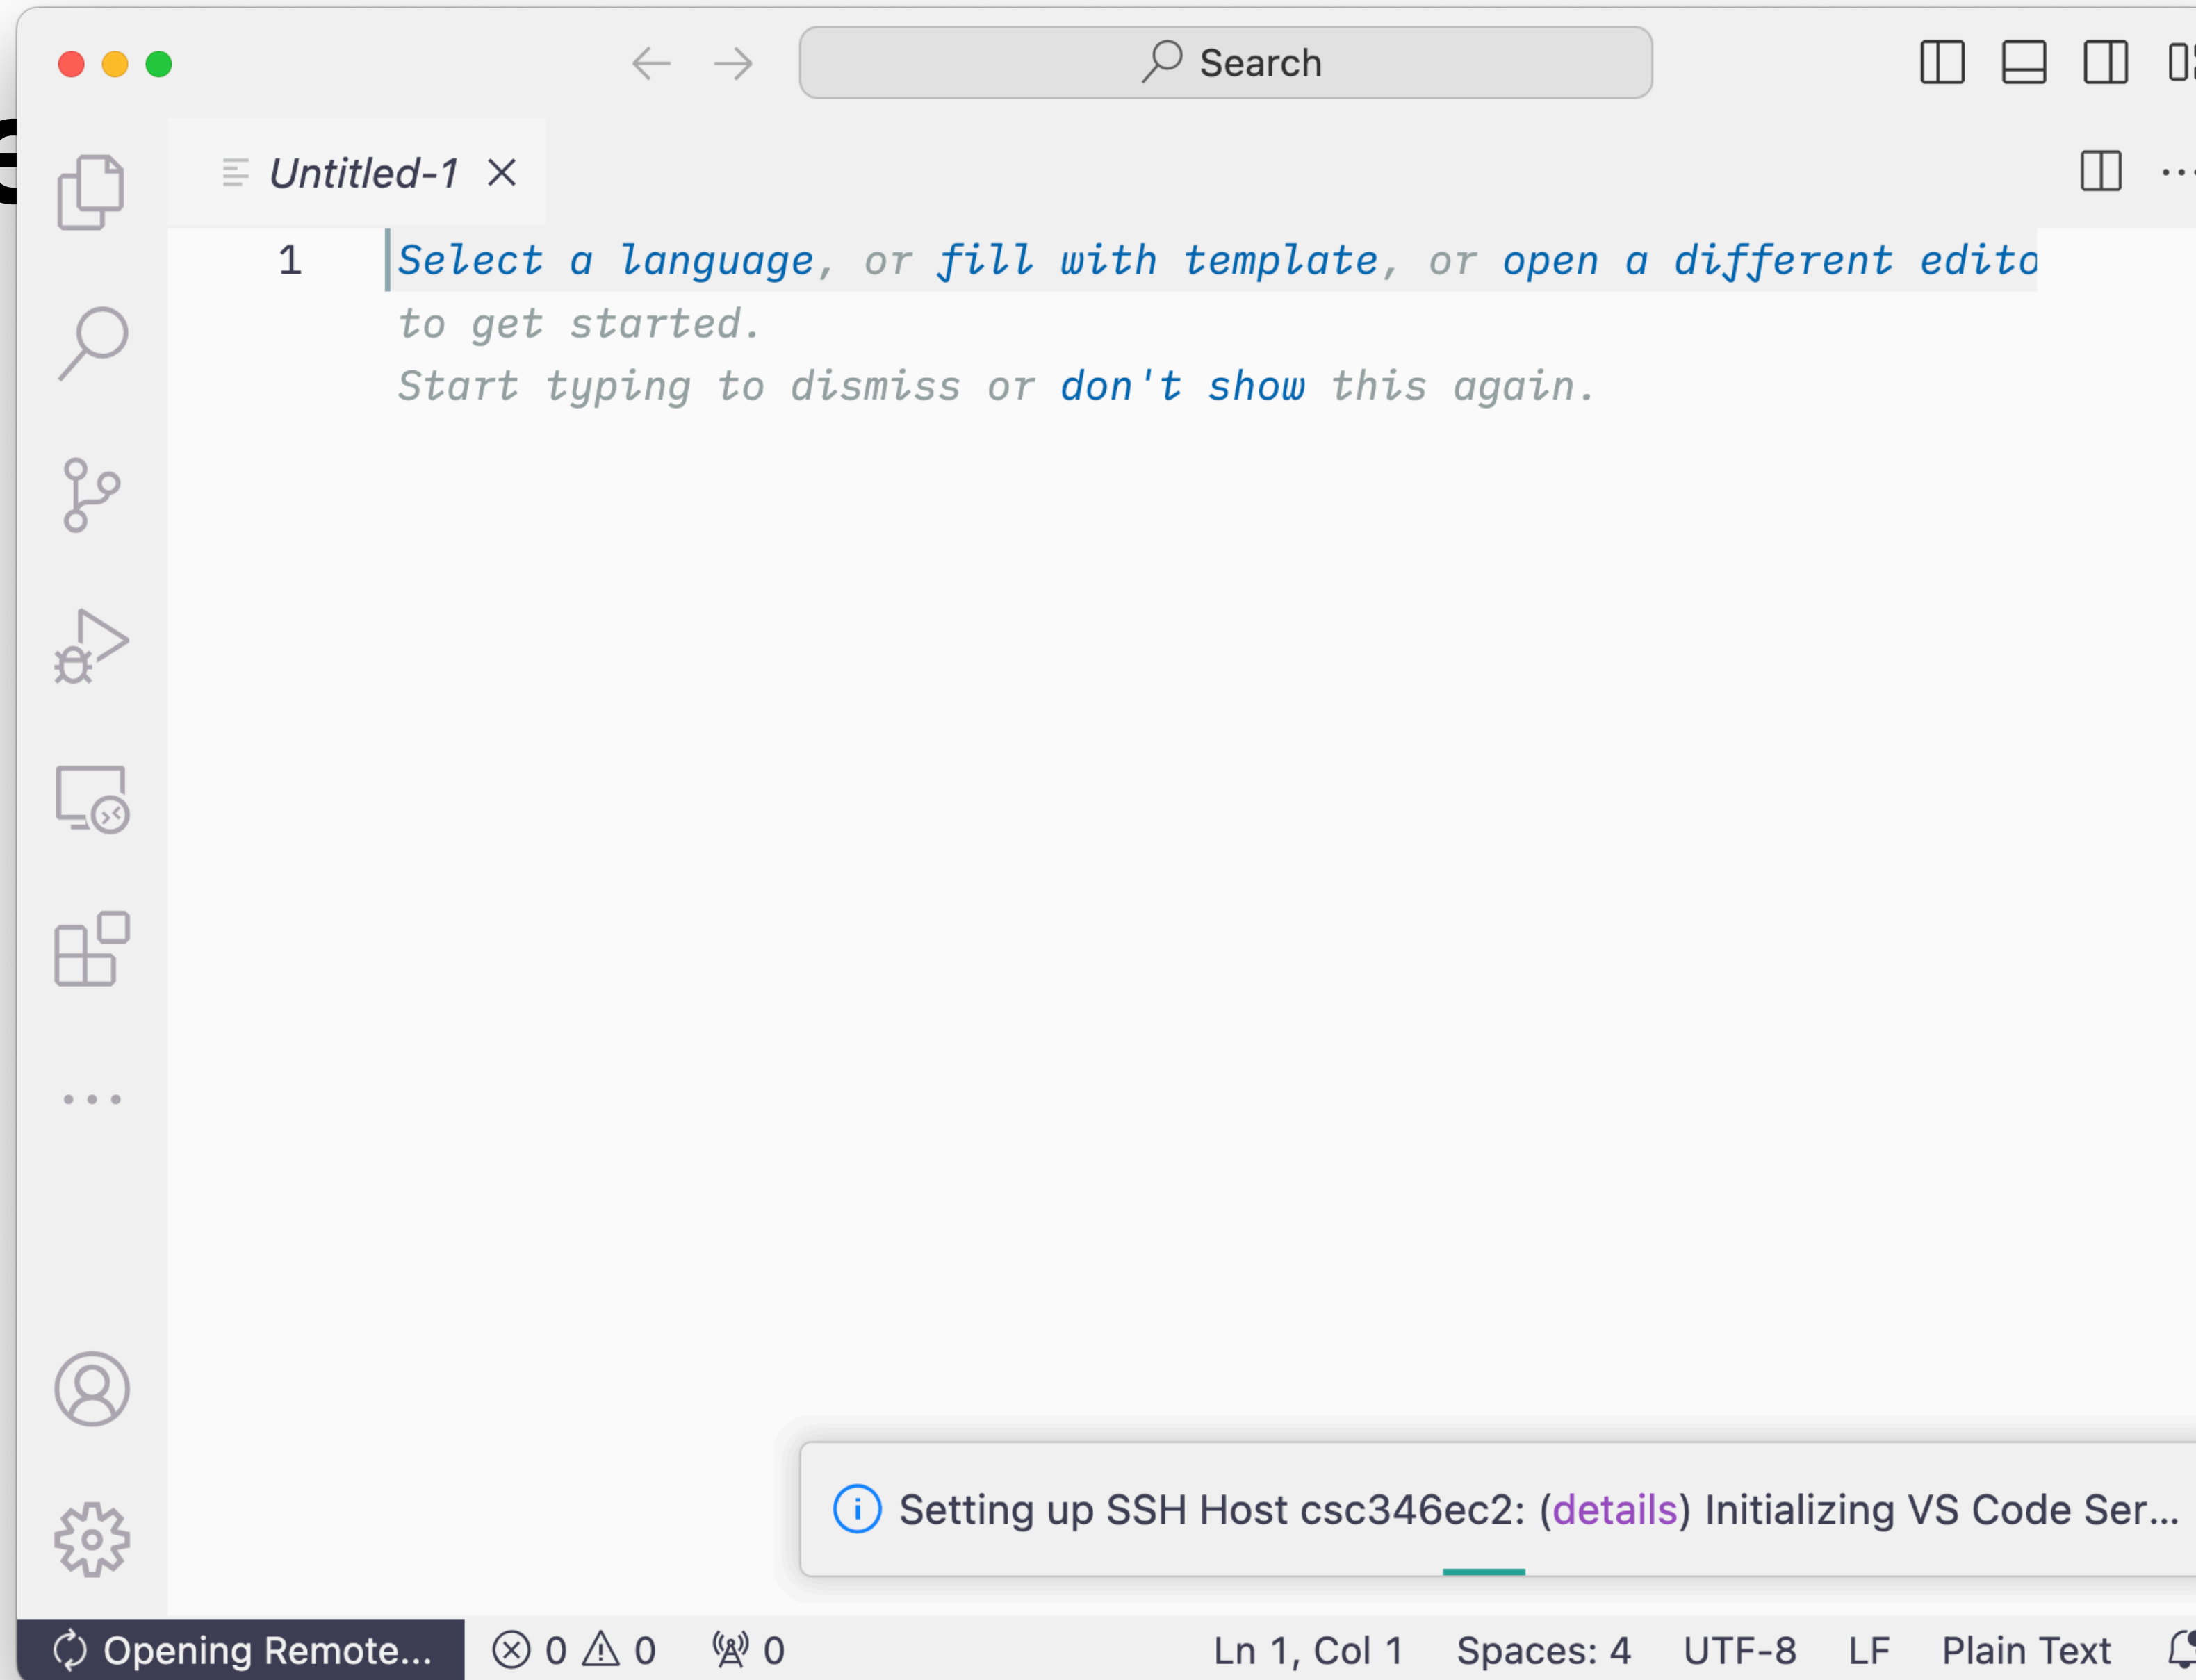 Search
Untitled-1
1
Select a language, or fill with template, or open a different edito
to get started.
Start typing to dismiss or don't show this again.
Setting up SSH Host csc346ec2: (details) Initializing VS Code Ser...
Opening Remote... 0 0 0 Ln 1, Col 1 Spaces: 4 UTF-8 LF Plain Text